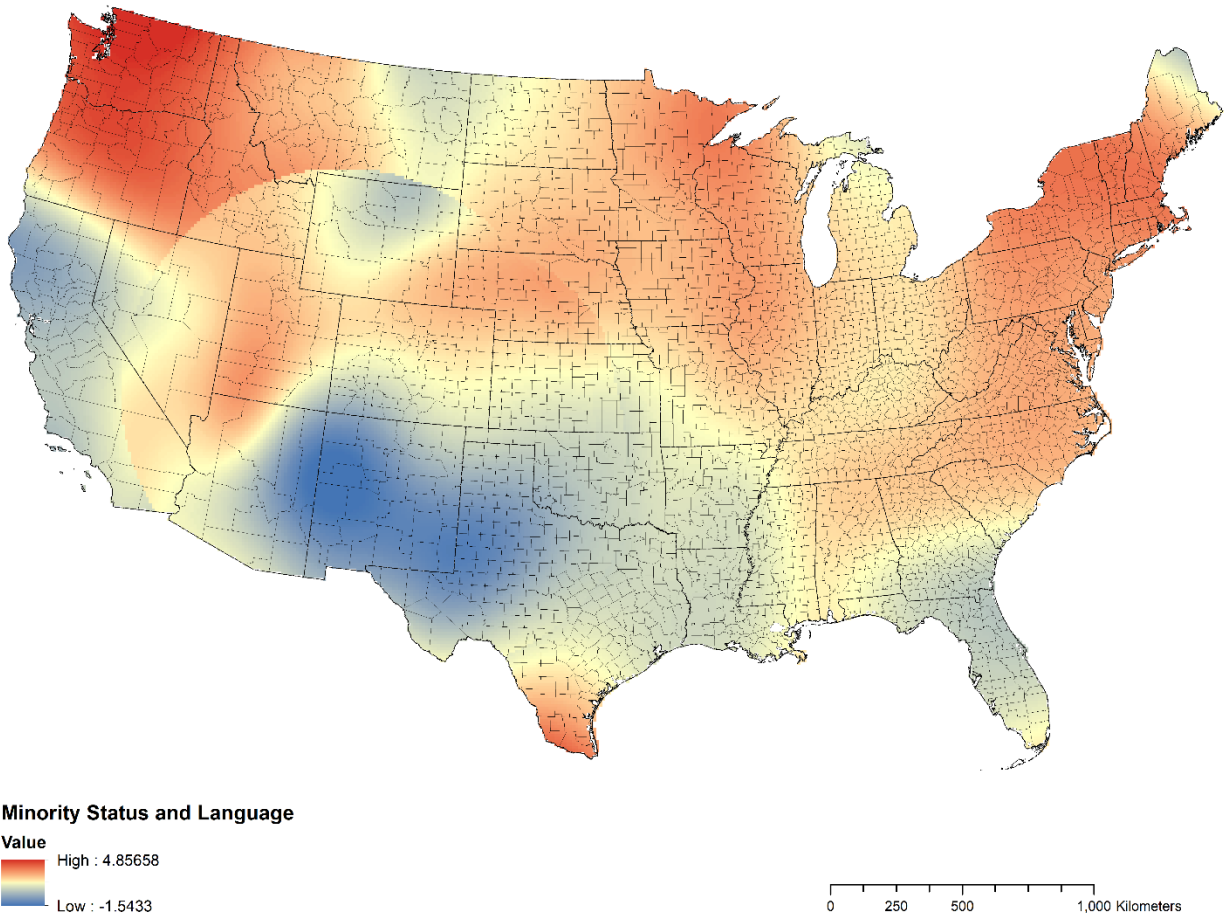 Minority Status and Language
Value
High : 4.85658
Low : -1.5433
0 250 500 1,000 Kilometers